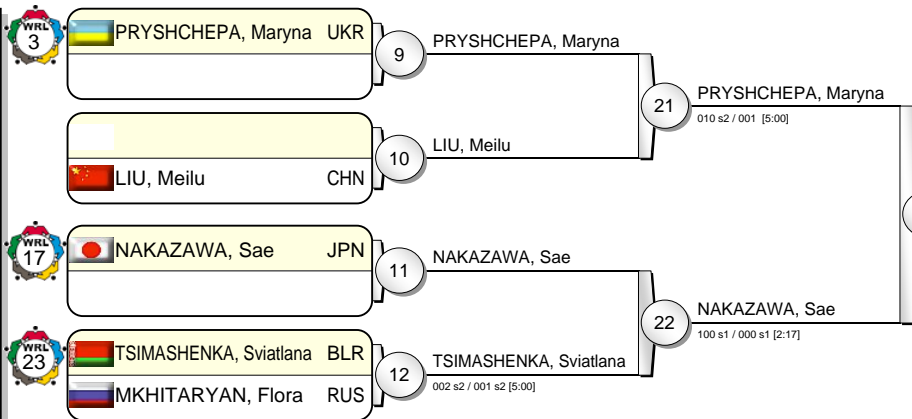 WRL
3
PRYSHCHEPA, Maryna UKR
9
PRYSHCHEPA, Maryna
21
PRYSHCHEPA, Maryna
010 s2 / 001 [5:00]
10
LIU, Meilu
LIU, Meilu CHN
WRL
17
NAKAZAWA, Sae JPN
11
NAKAZAWA, Sae
22
NAKAZAWA, Sae
100 s1 / 000 s1 [2:17]
WRL
23
TSIMASHENKA, Sviatlana BLR
12
TSIMASHENKA, Sviatlana
002 s2 / 001 s2 [5:00]
MKHITARYAN, Flora RUS